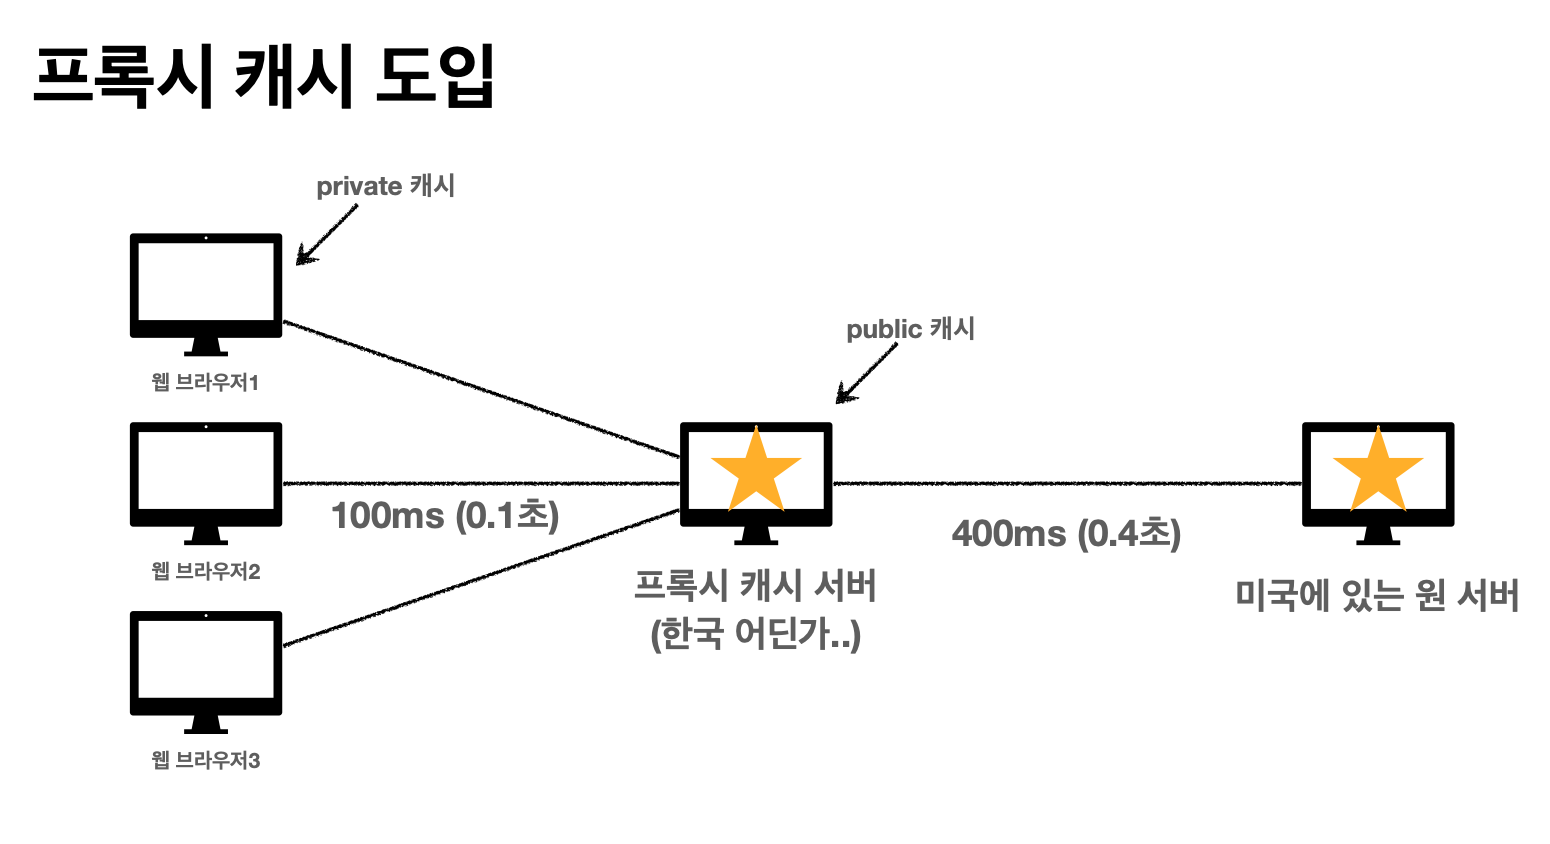 프록시 캐시 도입
private 캐시
웹 브라우저1
public 캐시
웹 브라우저2
100ms (0.1초)
400ms (0.4초)
프록시 캐시 서버
(한국 어딘가..)
미국에 있는 원 서버
웹 브라우저3